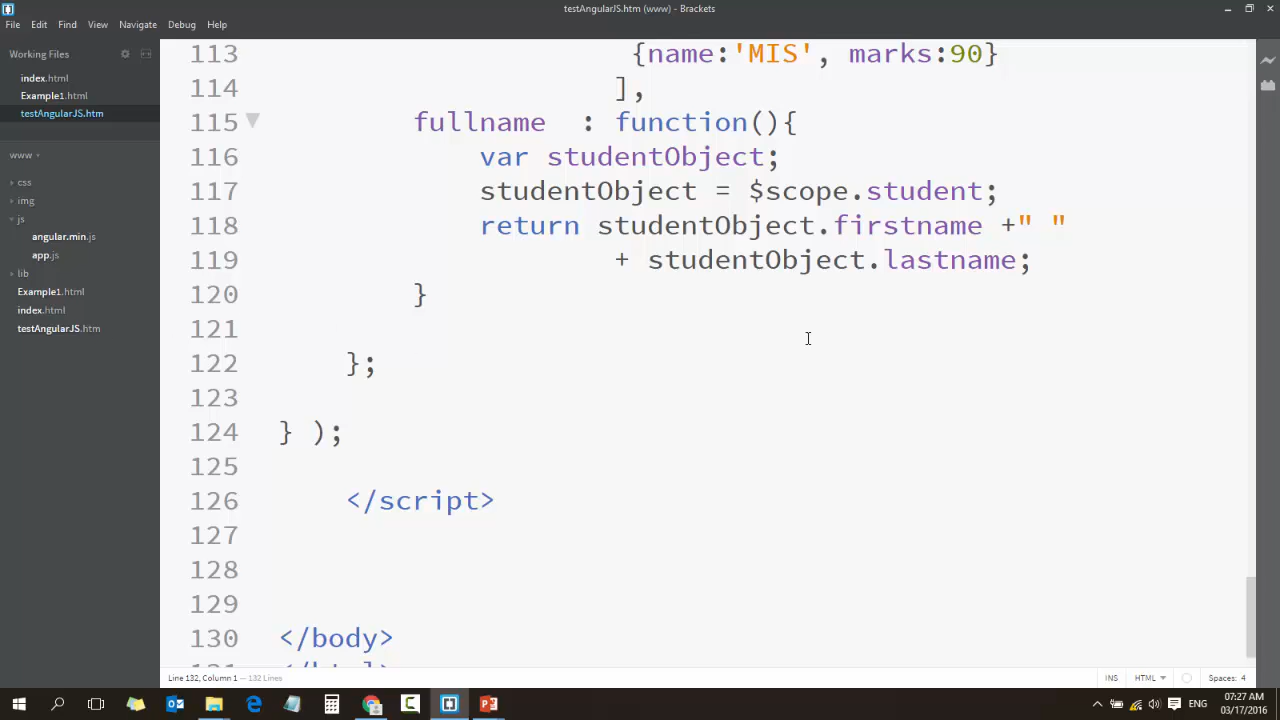 testAngularJS.htm (www) - Brackets
File Edit Find View Navigate Debug Help
Working Files
index.html
Example1.html
testAngularJS.htm
www
css
img
js
angular.min.js
app.js
lib
Example1.html
index.html
testAngularJS.htm
113 {name:'MIS', marks:90}
114 ],
115 fullname : function(){
116 var studentObject;
117 studentObject = $scope.student;
118 return studentObject.firstname +" "
119 + studentObject.lastname;
120 }
121
122 };
123
124 } );
125
126 </script>
127
128
129
130 </body>
131 </html>
Line 132, Column 1 — 132 Lines
INS HTML Spaces: 4
ENG 07:27 AM
03/17/2016